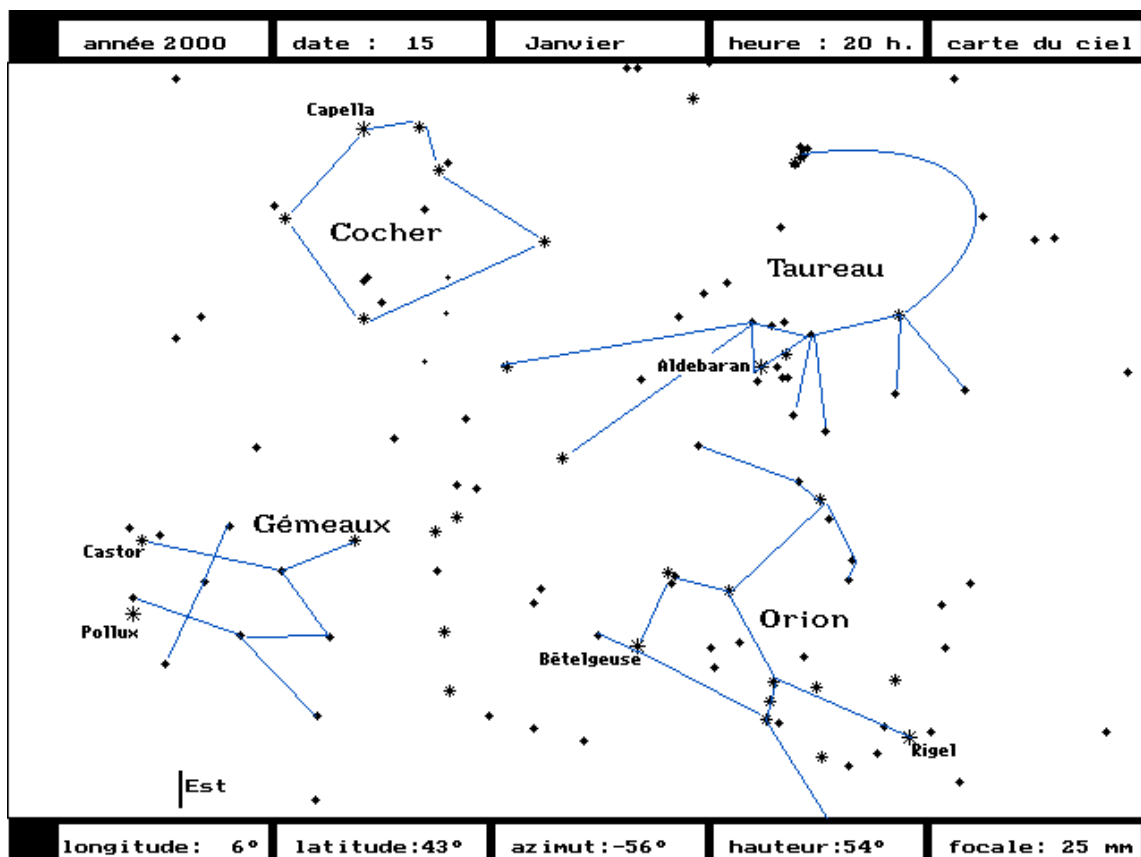 année 2000 date : 15 Janvier heure : 20 h. carte du ciel
Capella
Cocher
Taureau
Aldebaran
Gémeaux
Castor
Orion
Pollux
Bételgeuse
Rigel
Est
longitude: 6° latitude:43° azimut:-56° hauteur:54° focale: 25 mm